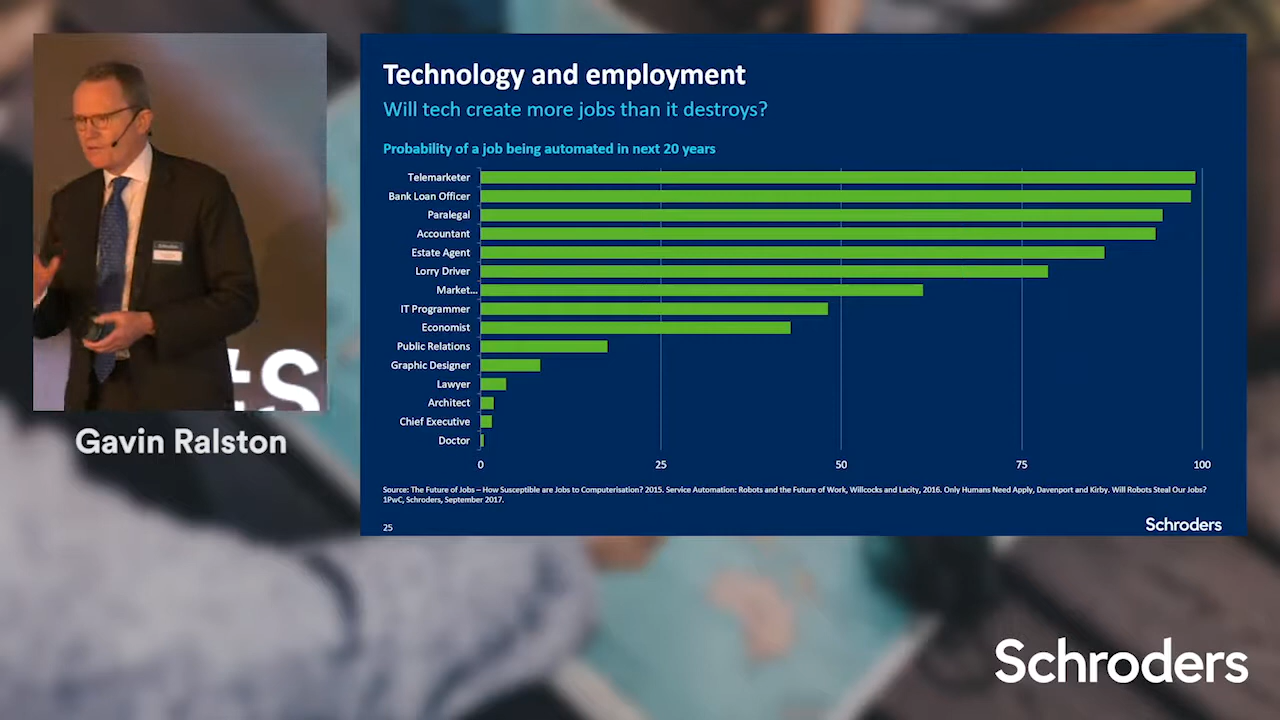 Technology and employment
Will tech create more jobs than it destroys?
Probability of a job being automated in next 20 years
Telemarketer
Bank Loan Officer
Paralegal
Accountant
Estate Agent
Lorry Driver
Market...
IT Programmer
Economist
Public Relations
Graphic Designer
Lawyer
Architect
Chief Executive
Doctor
0 25 50 75 100
Source: The Future of Jobs – How Susceptible are Jobs to Computerisation? 2015. Service Automation: Robots and the Future of Work, Willcocks and Lacity, 2016. Only Humans Need Apply, Davenport and Kirby. Will Robots Steal Our Jobs?
1PwC, Schroders, September 2017.
25
Schroders
ts
Gavin Ralston
Schroders